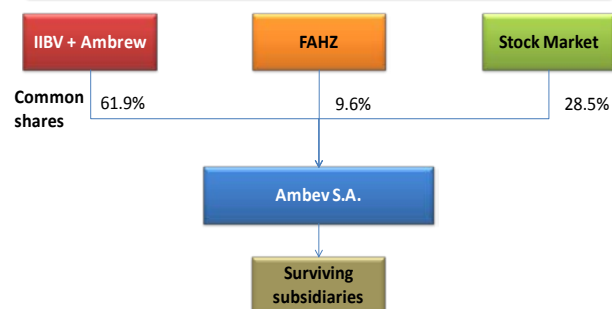 IIBV + Ambrew
FAHZ
Stock Market
Common
shares
61.9%
9.6%
28.5%
Ambev S.A.
Surviving
subsidiaries